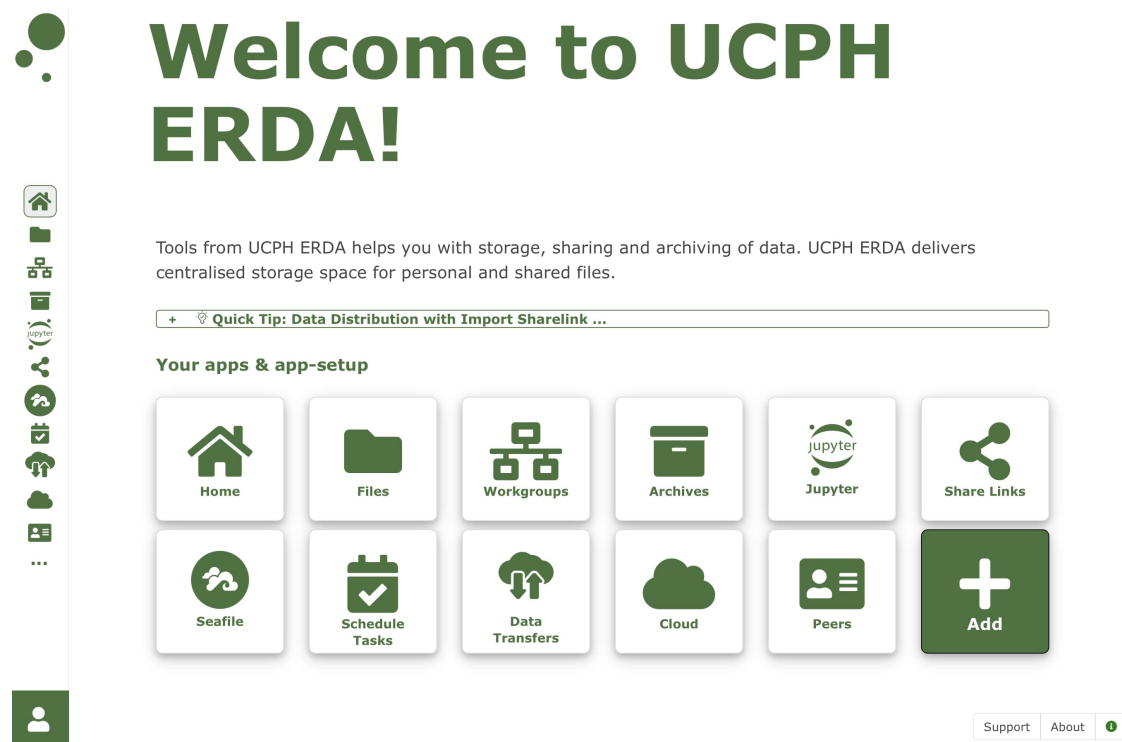 Welcome to UCPH
ERDA!
Tools from UCPH ERDA helps you with storage, sharing and archiving of data. UCPH ERDA delivers
centralised storage space for personal and shared files.
+ Quick Tip: Data Distribution with Import Sharelink ...
Your apps & app-setup
jupyter
jupyter
Home
Files
Workgroups
Archives
Jupyter
Share Links
Seafile
Schedule
Tasks
Data
Transfers
Cloud
Peers
Add
...
Support
About
i